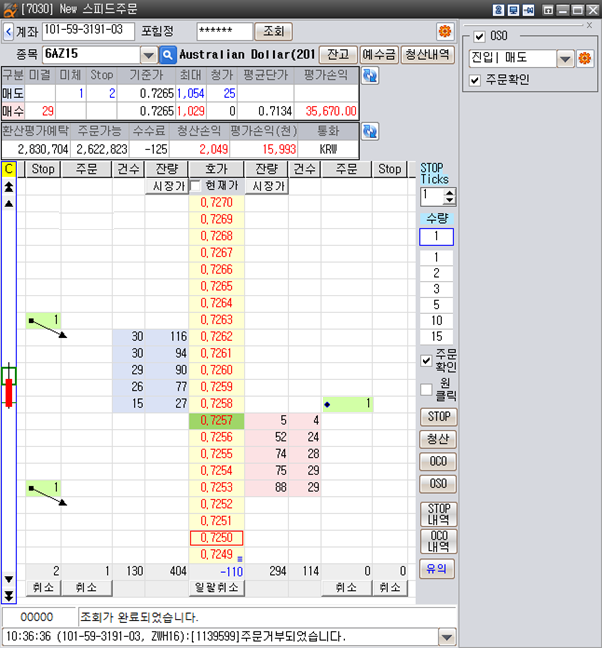 [7030] New 스피드주문
계좌 101-59-3191-03 포험정 ****** 조회
종목 6AZ15 Australian Dollar(201 잔고 예수금 청산내역
구분 미결 미체 Stop 기준가 최대 청가 평균단가 평가손익
매도 1 2 0.7265 1,054 25
매수 29 0.7265 1,029 0 0.7134 35,670.00
환산평가예탁 주문가능 수수료 청산손익 평가손익(천) 통화
2,830,704 2,622,823 -125 2,049 15,993 KRW
C Stop 주문 건수 잔량 호가 잔량 건수 주문 Stop
시장가 현재가 시장가
0.7270
0.7269
0.7268
0.7267
0.7266
0.7265
0.7264
1 0.7263
30 116 0.7262
30 94 0.7261
29 90 0.7260
26 77 0.7259
15 27 0.7258 1
0.7257 5 4
0.7256 52 24
0.7255 74 28
0.7254 75 29
1 0.7253 88 29
0.7252
0.7251
0.7250
0.7249
2 1 130 404 -110 294 114 0 0
취소 취소 일괄취소 취소 취소
STOP
Ticks
1
수량
1
1
2
3
5
10
15
주문
확인
원
클릭
STOP
청산
OCO
OSO
STOP
내역
OCO
내역
유의
00000 조회가 완료되었습니다.
10:36:36 (101-59-3191-03, ZWH16):[1139599]주문거부되었습니다.
OSO
진입| 매도
주문확인